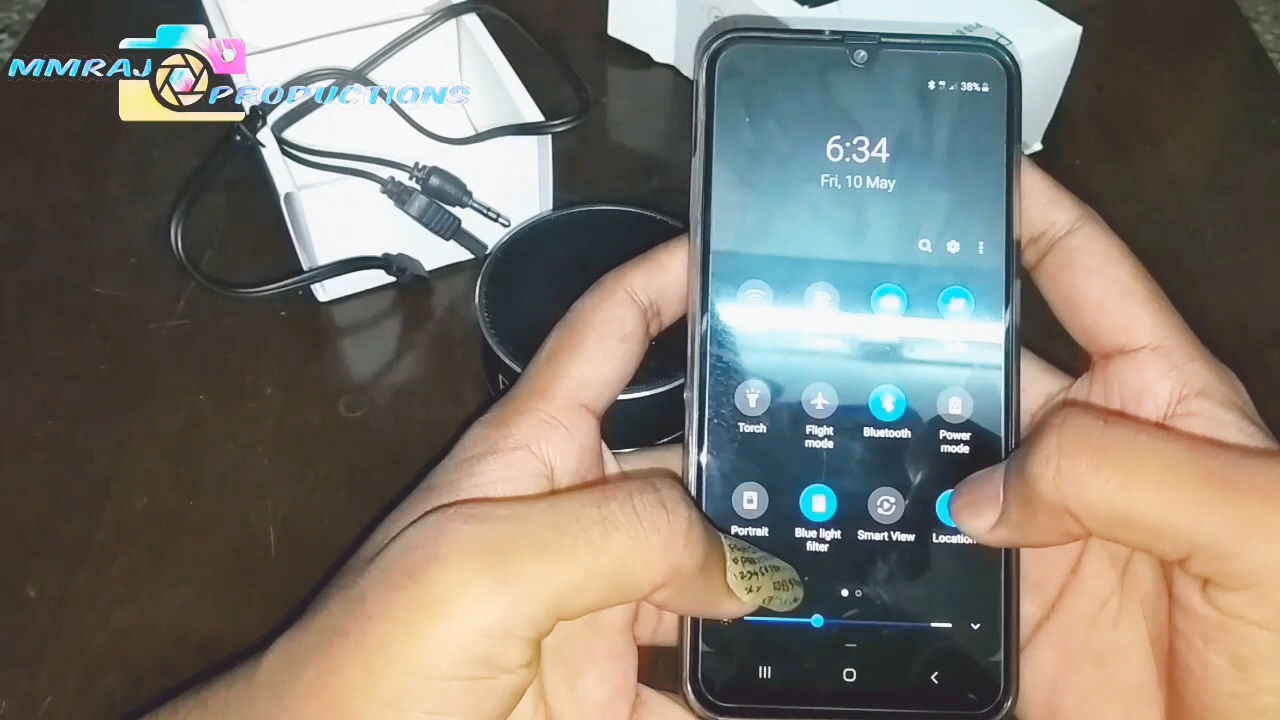 MMRAJ
PRODUCTIONS
38%
6:34
Fri, 10 May
Torch
Flight
mode
Bluetooth
Power
mode
Portrait
Blue light
filter
Smart View
Location